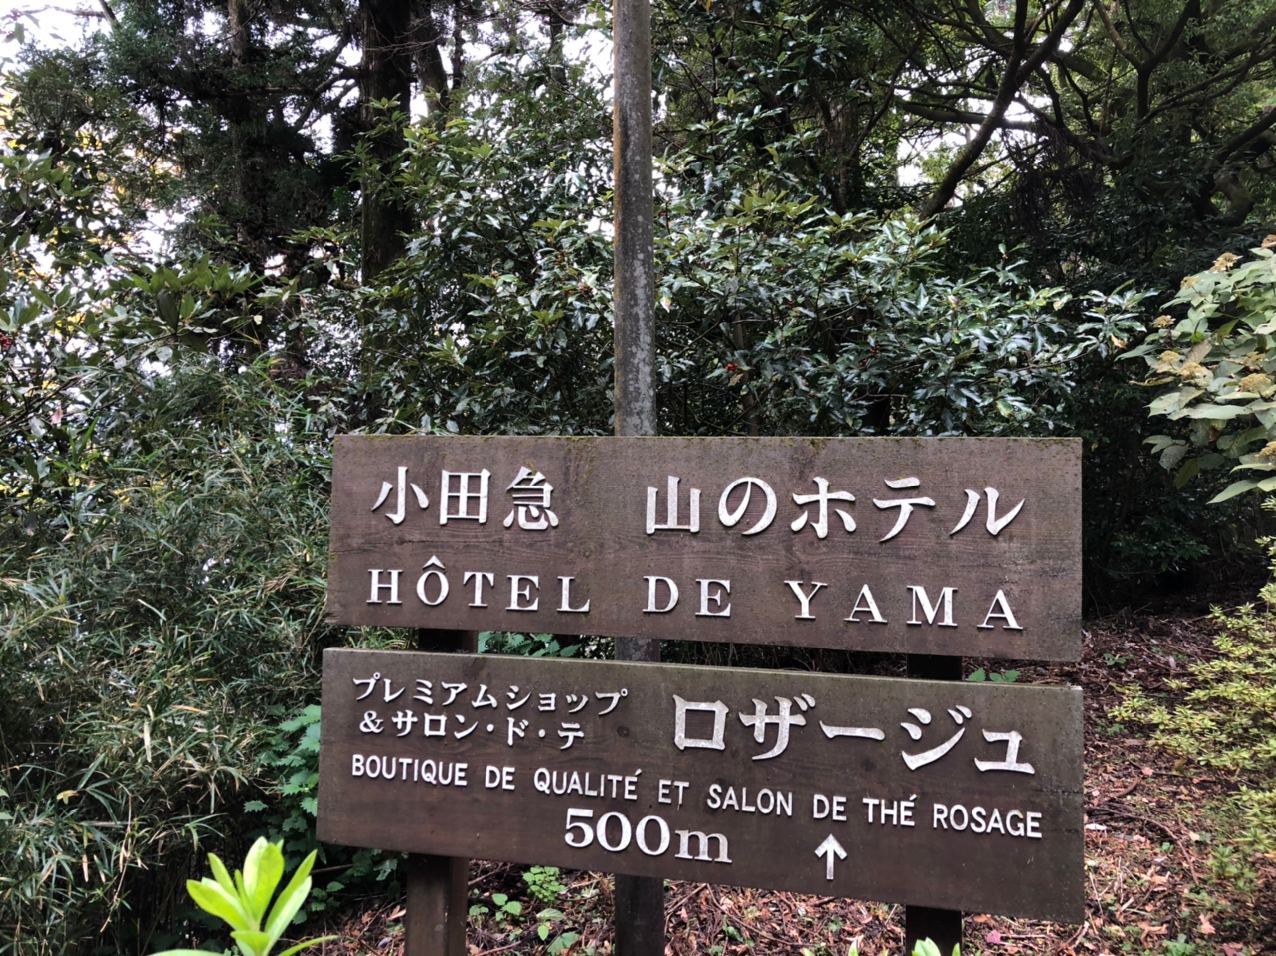 小田急 山のホテル
HÔTEL DE YAMA
プレミアムショップ
&サロン・ド・テ ロザージュ
BOUTIQUE DE QUALITÉ ET SALON DE THÉ ROSAGE
500m ↑